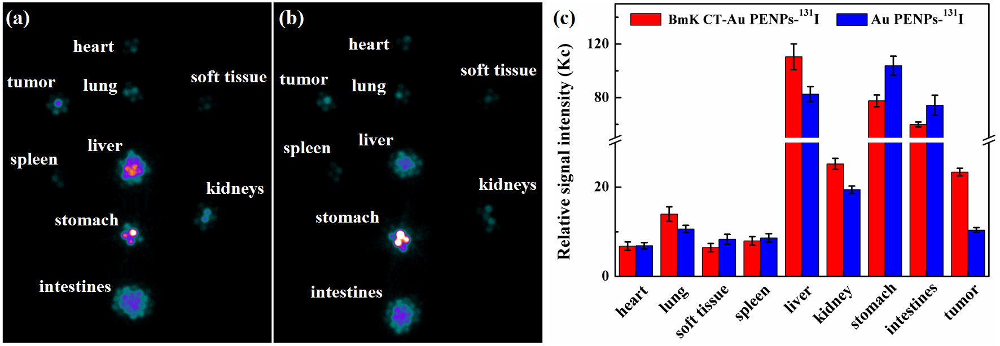 (a)
heart
tumor
lung
soft tissue
liver
spleen
kidneys
stomach
intestines
(b)
heart
tumor
lung
soft tissue
liver
spleen
kidneys
stomach
intestines
(c)
BmK CT-Au PENPs-¹³¹I
Au PENPs-¹³¹I
Relative signal intensity (Kc)
120
80
20
0
heart
lung
soft tissue
spleen
liver
kidney
stomach
intestines
tumor